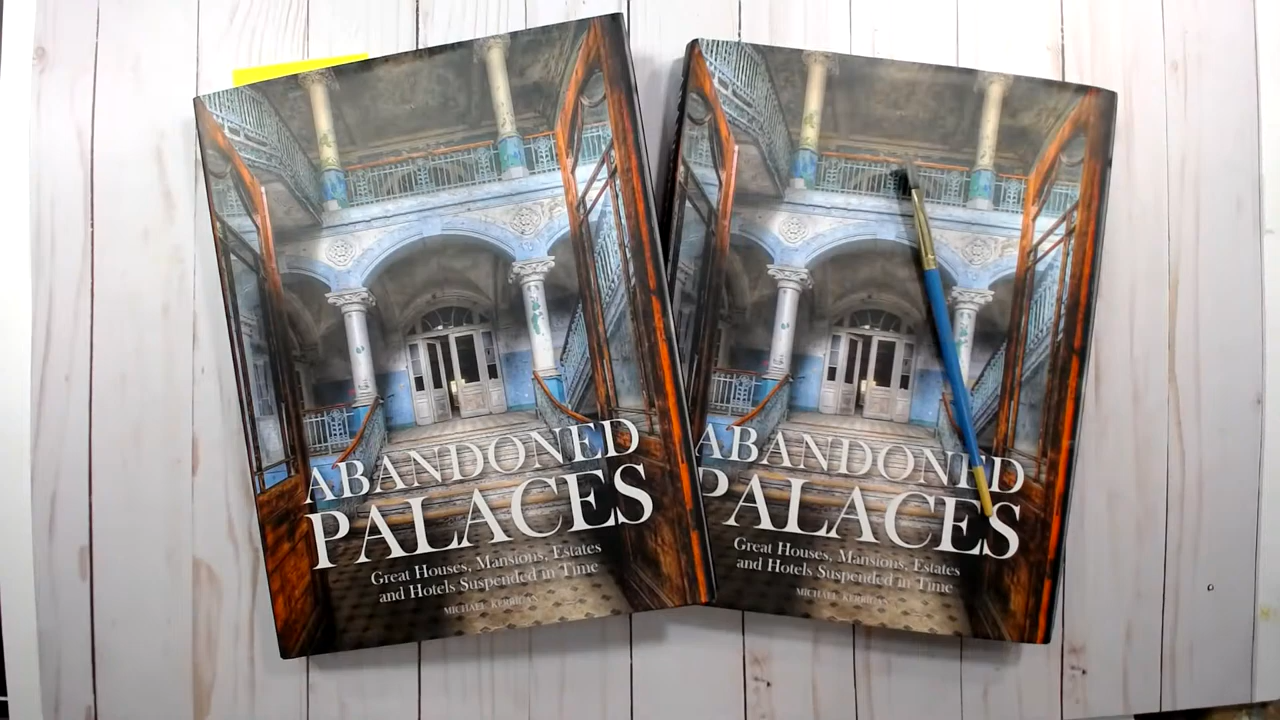 ABANDONED
PALACES
Great Houses, Mansions, Estates
and Hotels Suspended in Time
MICHAEL KERRIGAN
ABANDONED
PALACES
Great Houses, Mansions, Estates
and Hotels Suspended in Time
MICHAEL KERRIGAN